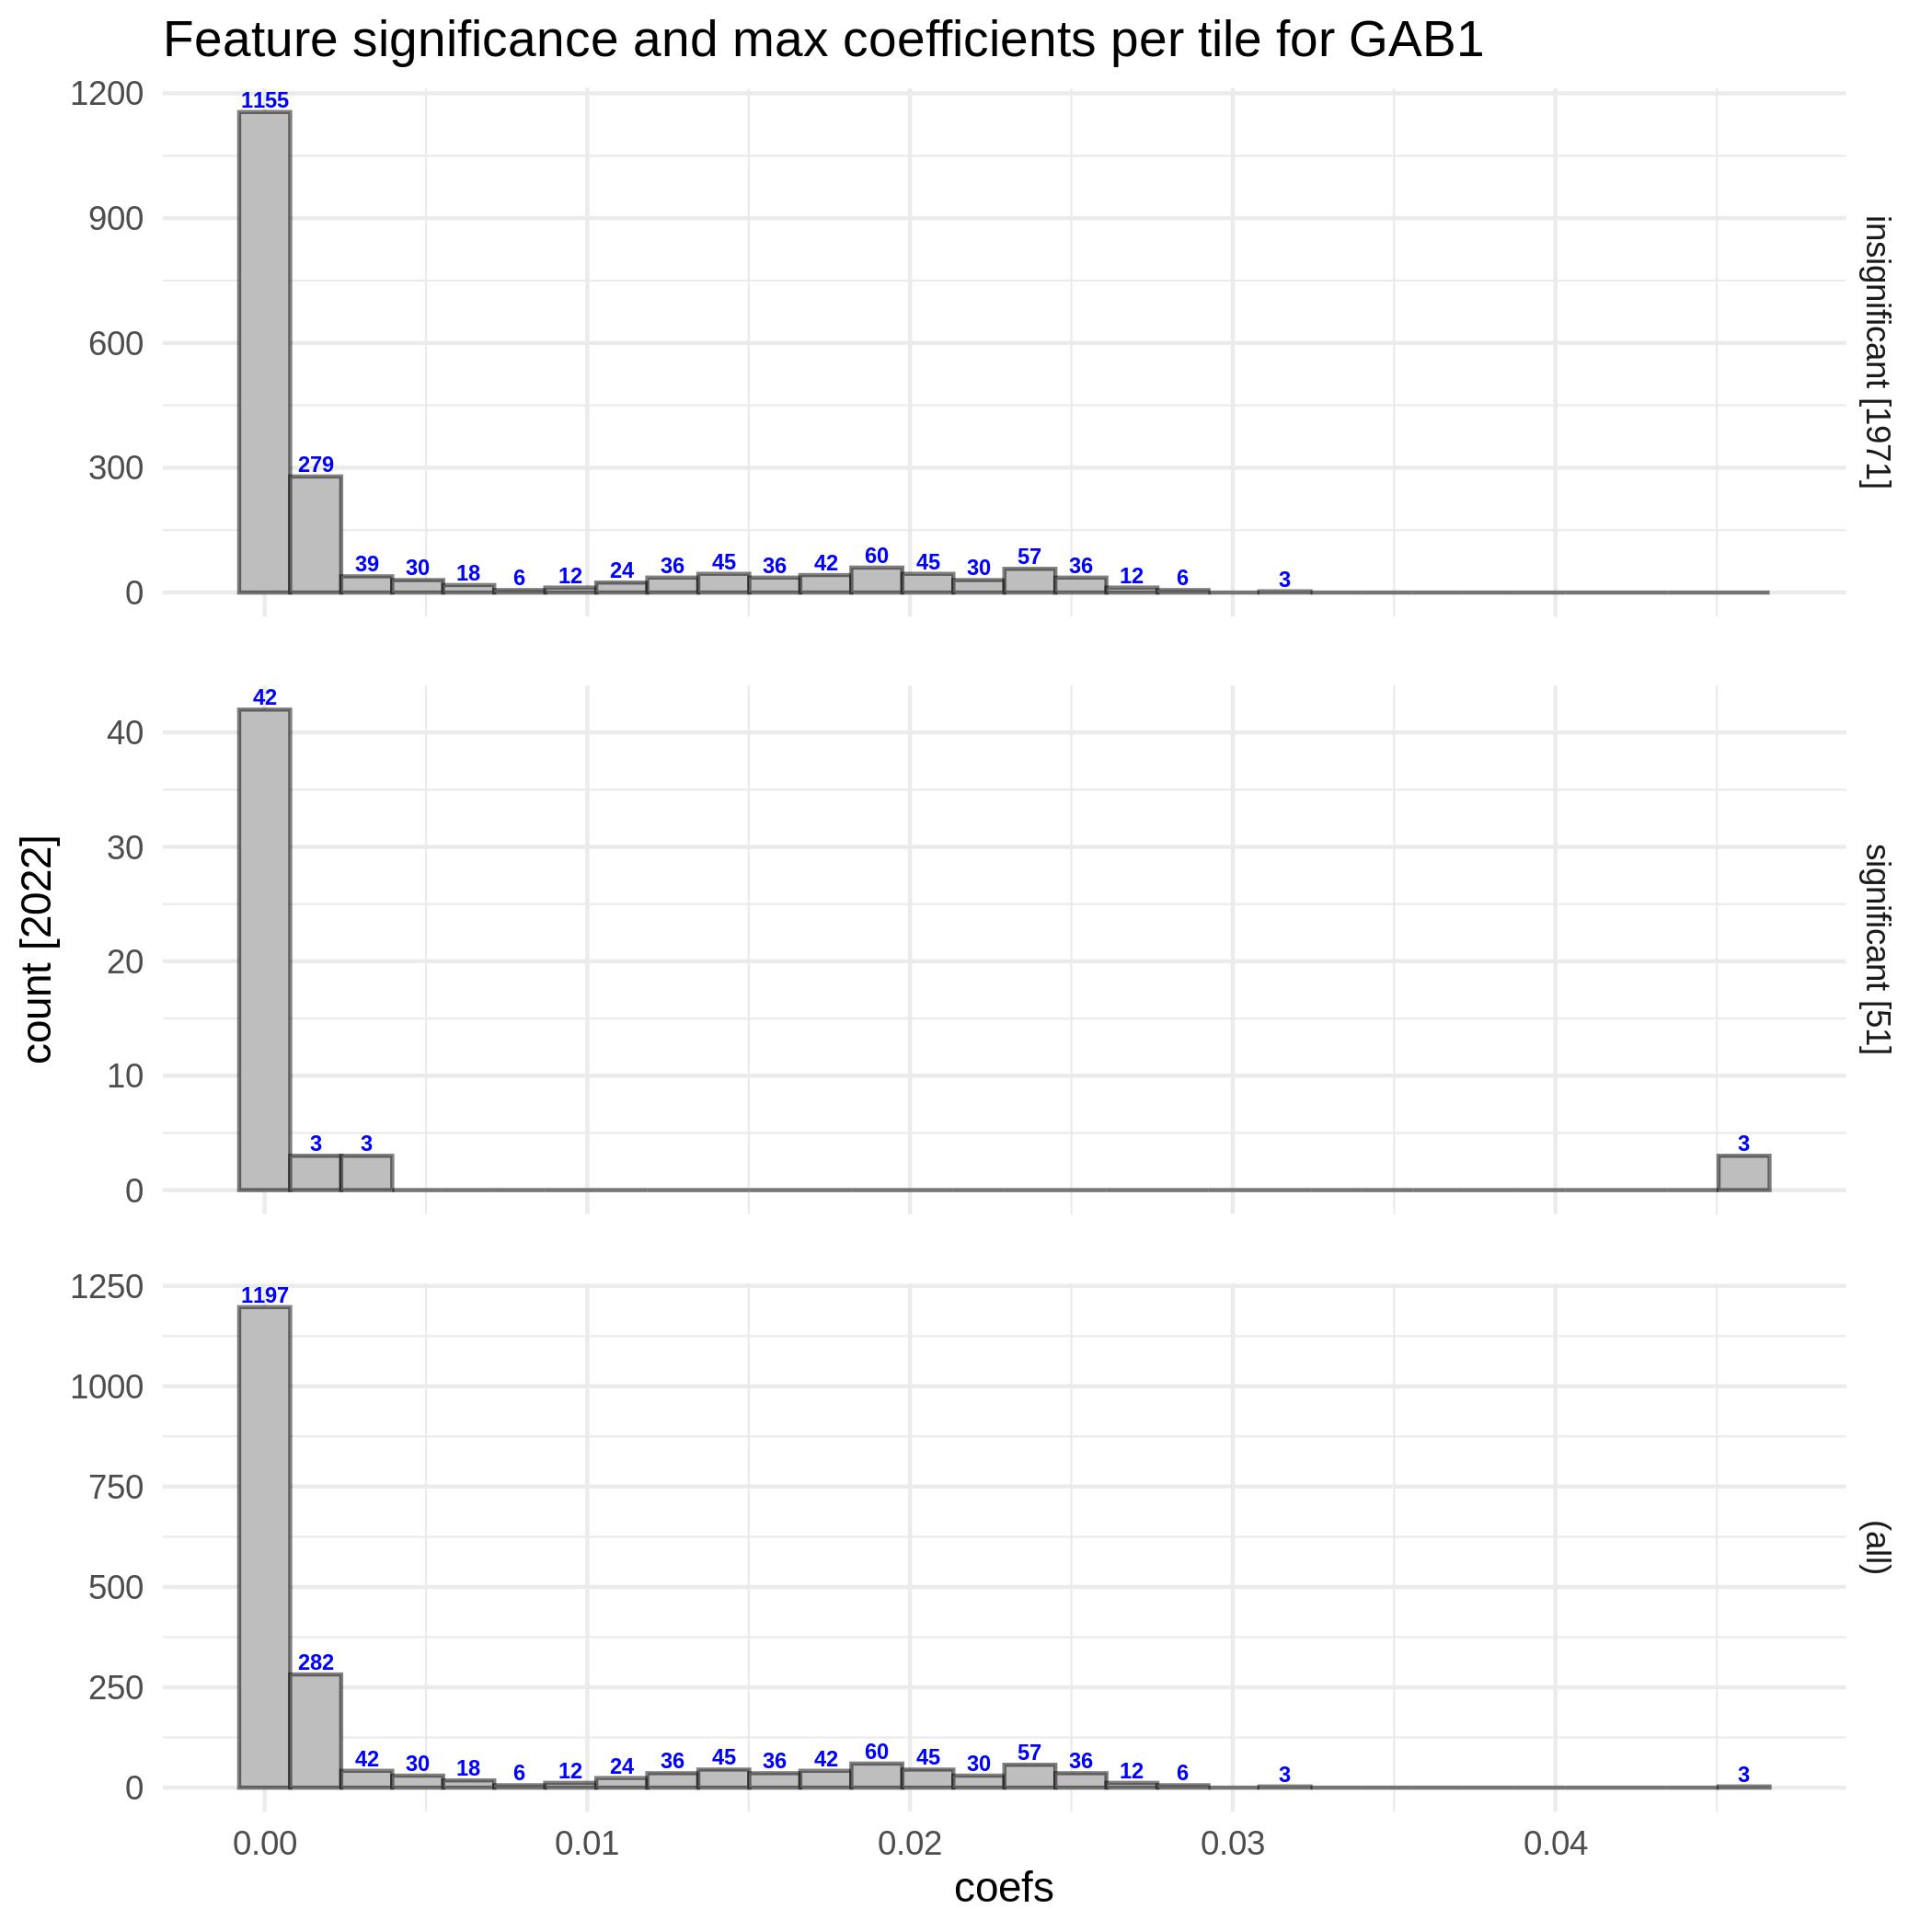 Feature significance and max coefficients per tile for GAB1
1200
900
600
300
0
1155
279
39 30 18 6 12 24 36 45 36 42 60 45 30 57 36 12 6 3
insignificant [1971]
count [2022]
40
30
20
10
0
42
3 3 3
significant [51]
1250
1000
750
500
250
0
1197
282
42 30 18 6 12 24 36 45 36 42 60 45 30 57 36 12 6 3 3
(all)
0.00 0.01 0.02 0.03 0.04
coefs